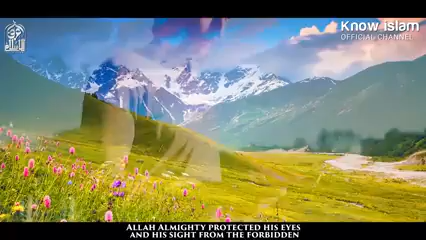 Know islam
OFFICIAL CHANNEL
ALLAH ALMIGHTY PROTECTED HIS EYES
AND HIS SIGHT FROM THE FORBIDDEN